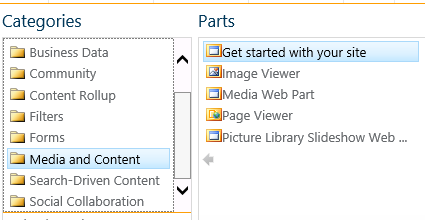 Categories
Business Data
Community
Content Rollup
Filters
Forms
Media and Content
Search-Driven Content
Social Collaboration
Parts
Get started with your site
Image Viewer
Media Web Part
Page Viewer
Picture Library Slideshow Web ...